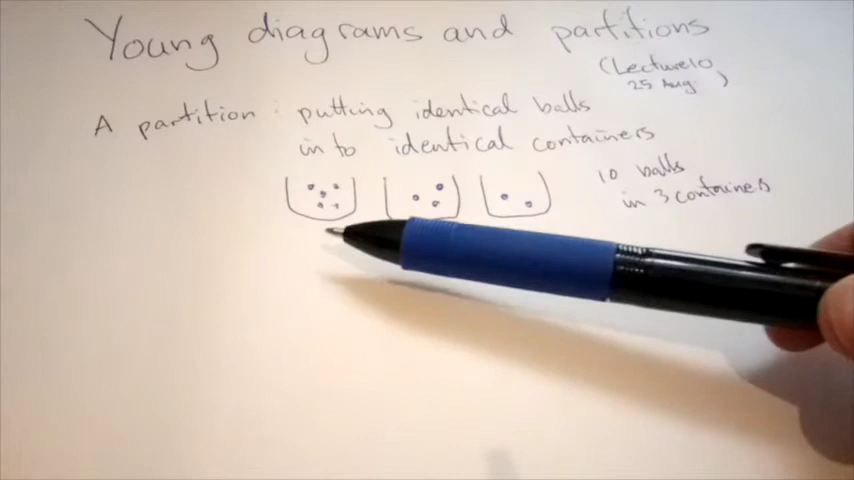 Young diagrams and partitions
(Lecture 10
25 Aug )
A partition : putting identical balls
into identical containers
10 balls
in 3 containers